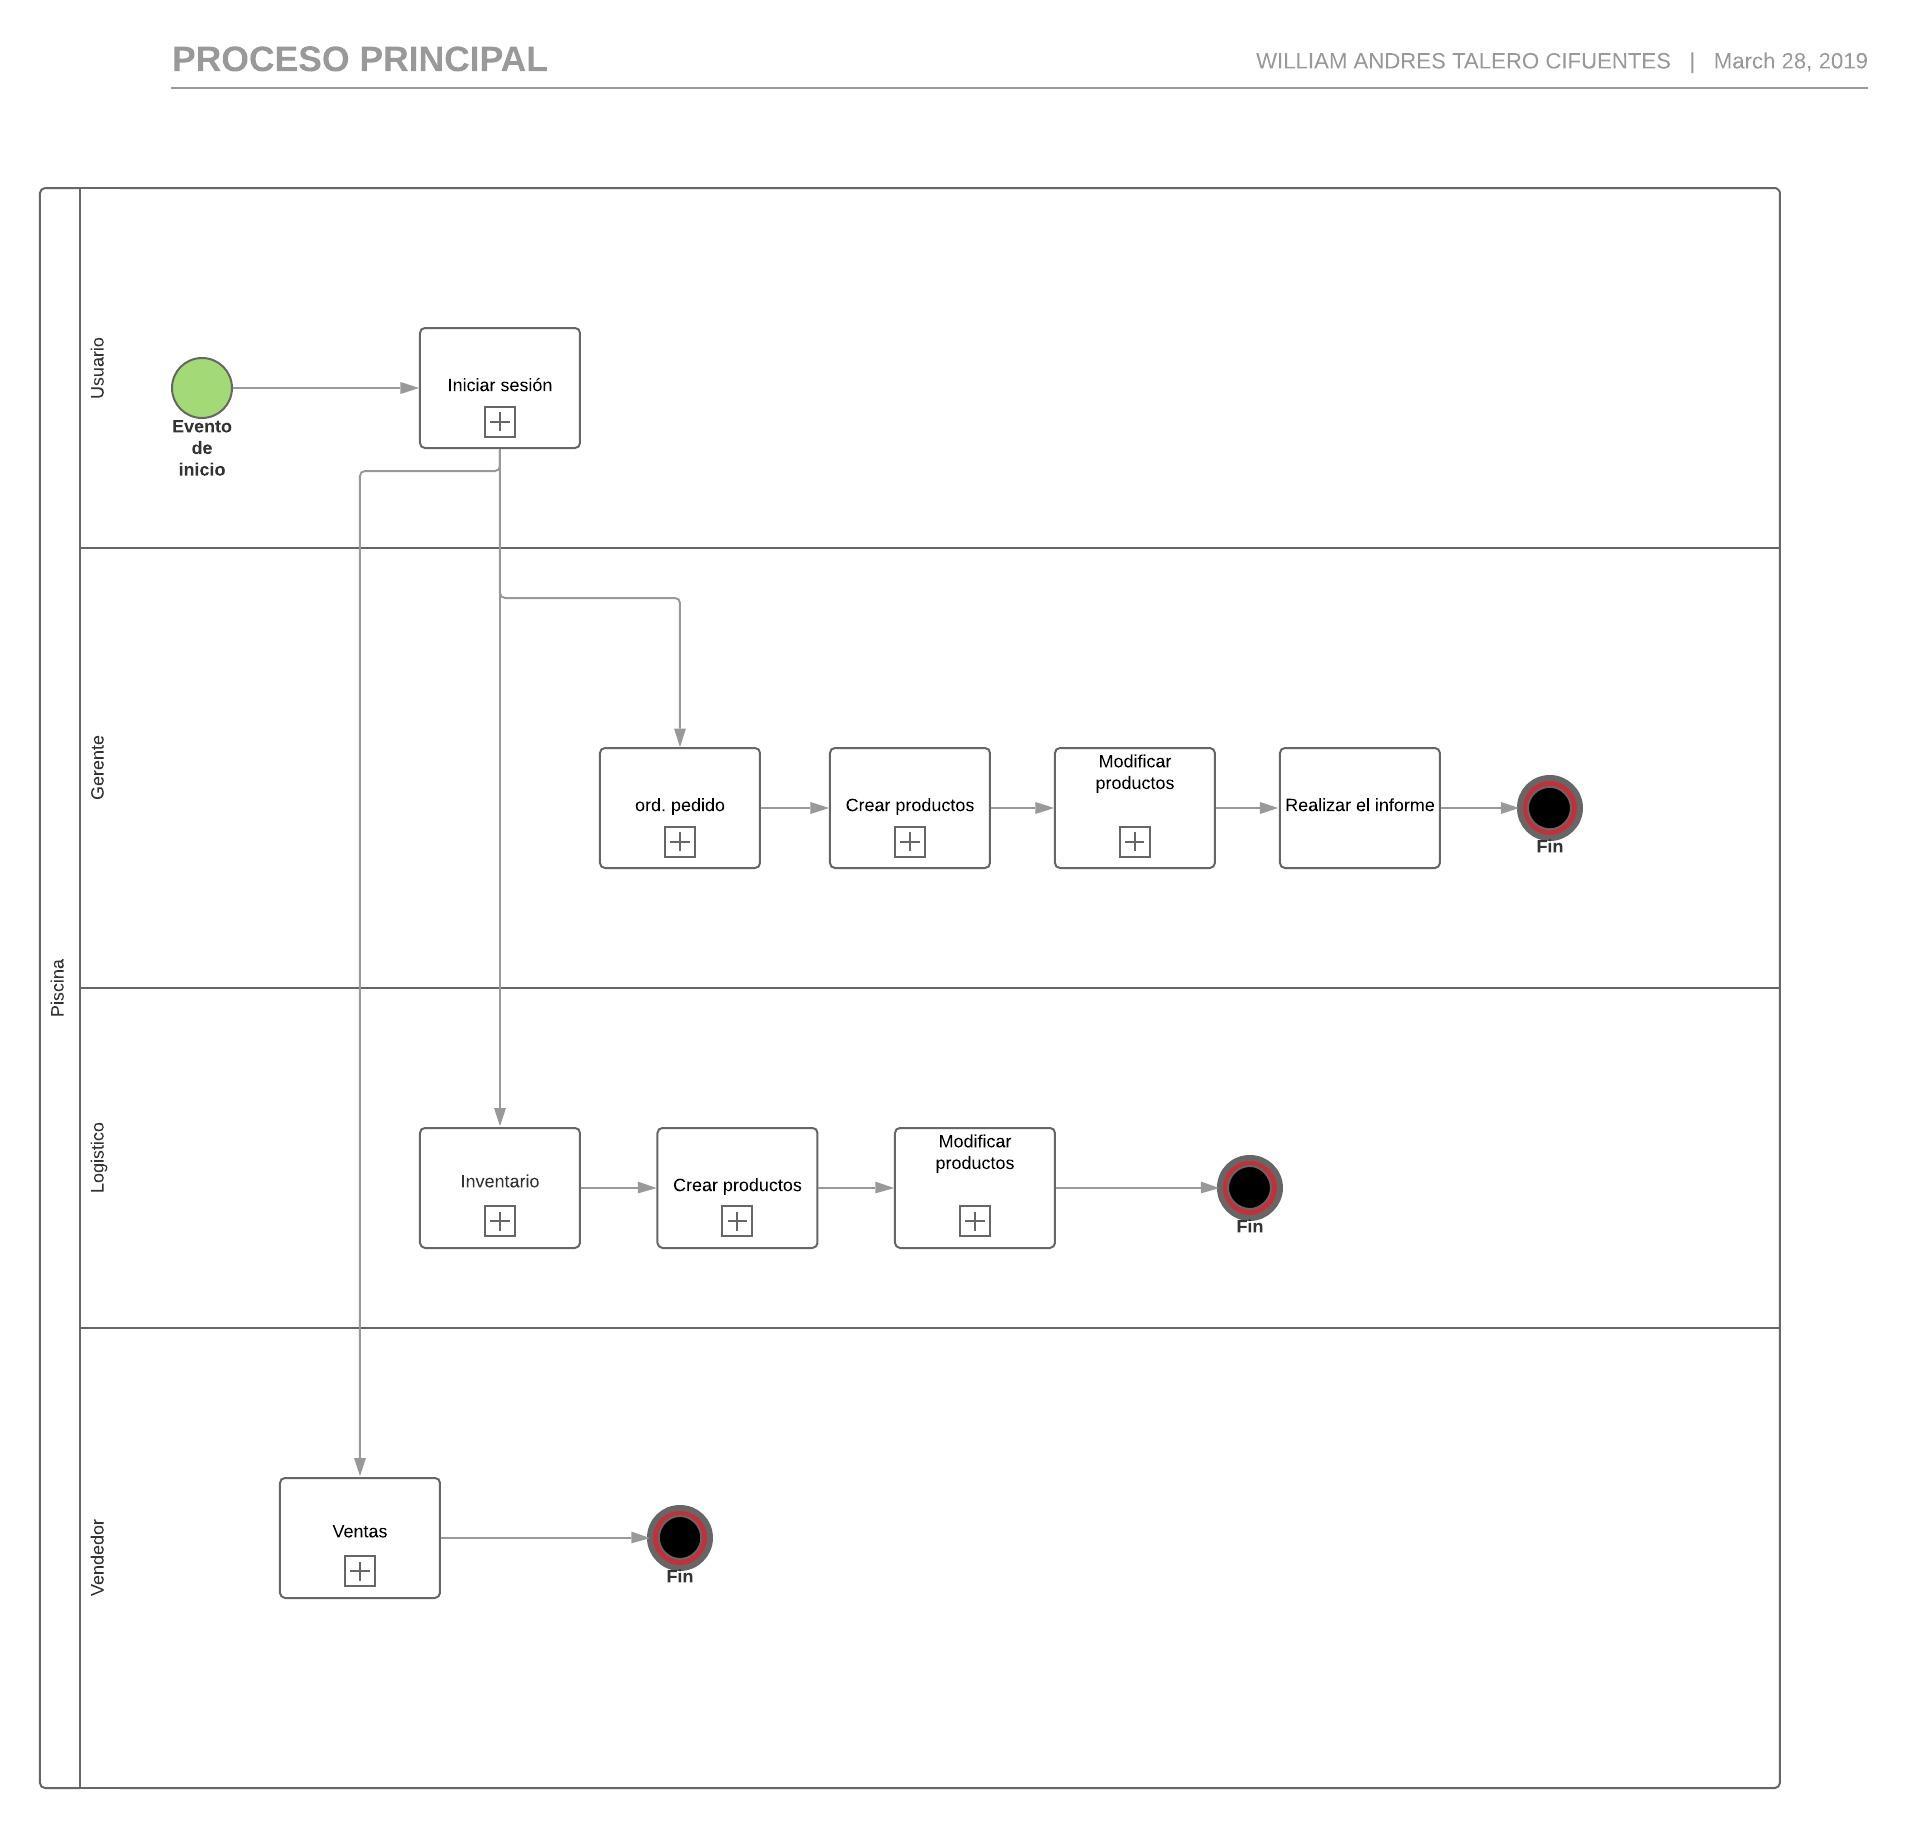 PROCESO PRINCIPAL
WILLIAM ANDRES TALERO CIFUENTES | March 28, 2019
Piscina
Usuario
Evento
de
inicio
Iniciar sesión
Gerente
ord. pedido
Crear productos
Modificar
productos
Realizar el informe
Fin
Logistico
Inventario
Crear productos
Modificar
productos
Fin
Vendedor
Ventas
Fin